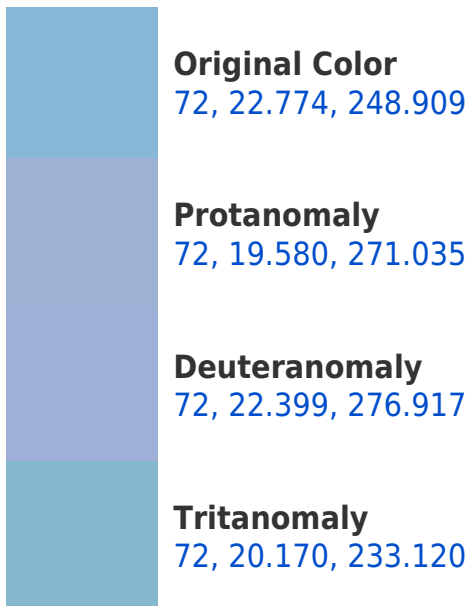 Original Color
72, 22.774, 248.909
Protanomaly
72, 19.580, 271.035
Deuteranomaly
72, 22.399, 276.917
Tritanomaly
72, 20.170, 233.120